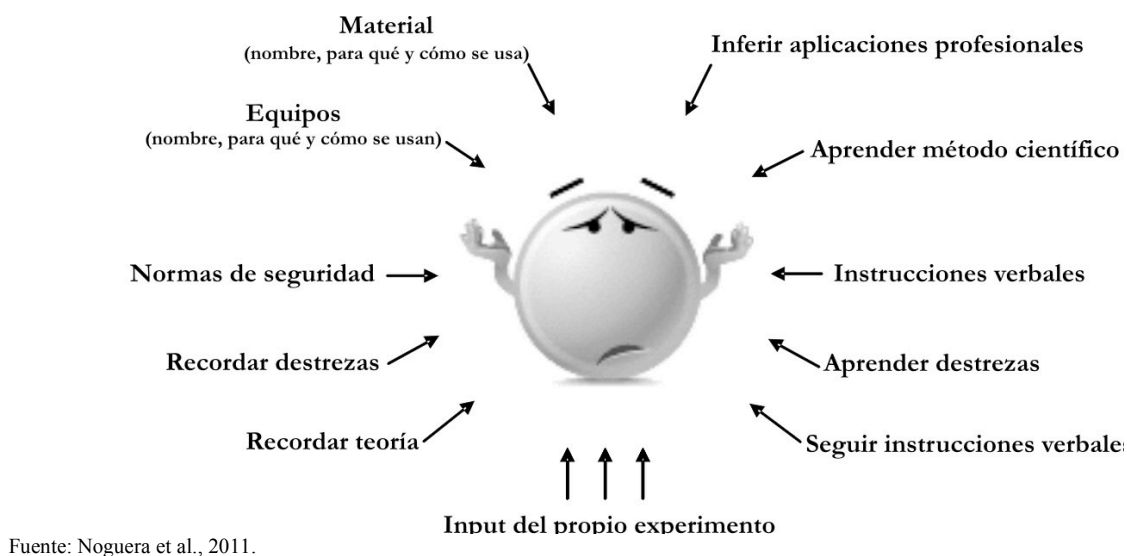 Material
(nombre, para qué y cómo se usa)
Inferir aplicaciones profesionales
Equipos
(nombre, para qué y cómo se usan)
Aprender método científico
Normas de seguridad
Instrucciones verbales
Recordar destrezas
Aprender destrezas
Recordar teoría
Seguir instrucciones verbales
Input del propio experimento
Fuente: Noguera et al., 2011.